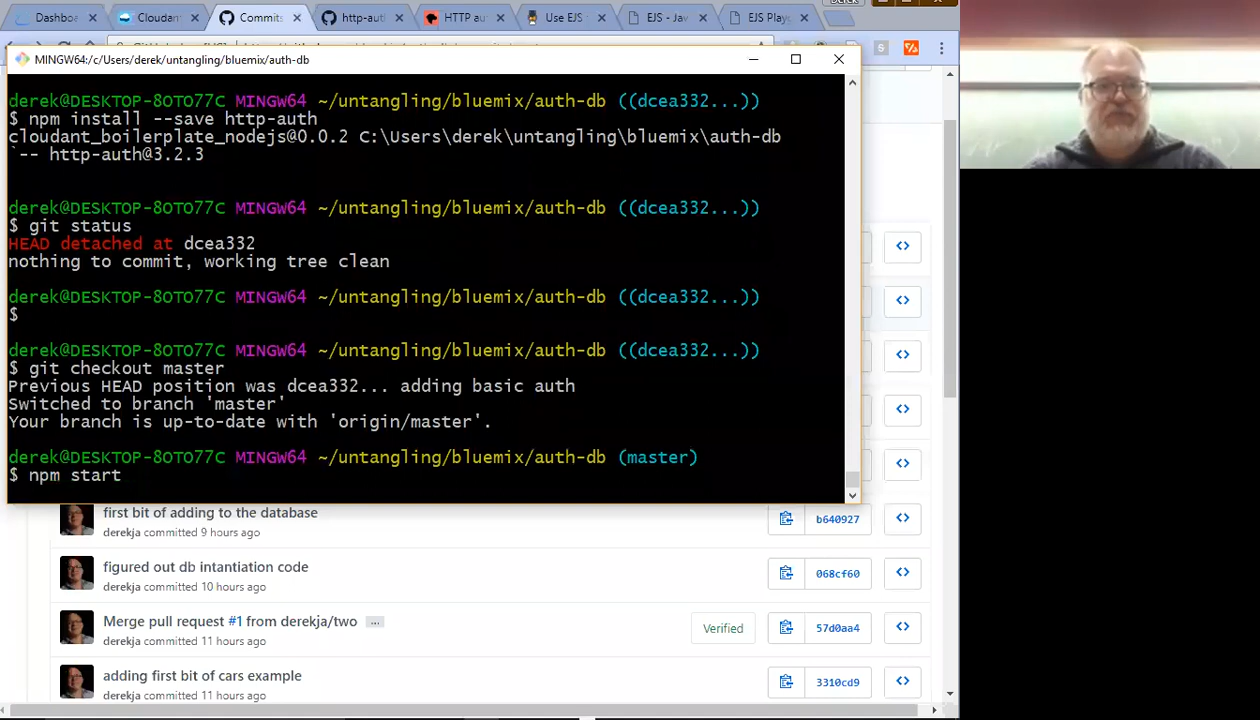 Dashbo
Cloudant
Commits
http-aut
HTTP au
Use EJS
EJS - Jav
EJS Play
MINGW64:/c/Users/derek/untangling/bluemix/auth-db
derek@DESKTOP-8OTO77C MINGW64 ~/untangling/bluemix/auth-db ((dcea332...))
$ npm install --save http-auth
cloudant_boilerplate_nodejs@0.0.2 C:\Users\derek\untangling\bluemix\auth-db
`-- http-auth@3.2.3
derek@DESKTOP-8OTO77C MINGW64 ~/untangling/bluemix/auth-db ((dcea332...))
$ git status
HEAD detached at dcea332
nothing to commit, working tree clean
derek@DESKTOP-8OTO77C MINGW64 ~/untangling/bluemix/auth-db ((dcea332...))
$
derek@DESKTOP-8OTO77C MINGW64 ~/untangling/bluemix/auth-db ((dcea332...))
$ git checkout master
Previous HEAD position was dcea332... adding basic auth
Switched to branch 'master'
Your branch is up-to-date with 'origin/master'.
derek@DESKTOP-8OTO77C MINGW64 ~/untangling/bluemix/auth-db (master)
$ npm start
first bit of adding to the database
b640927
derekja committed 9 hours ago
figured out db intantiation code
068cf60
derekja committed 10 hours ago
Merge pull request #1 from derekja/two ...
Verified
57d0aa4
derekja committed 11 hours ago
adding first bit of cars example
3310cd9
derekja committed 11 hours ago